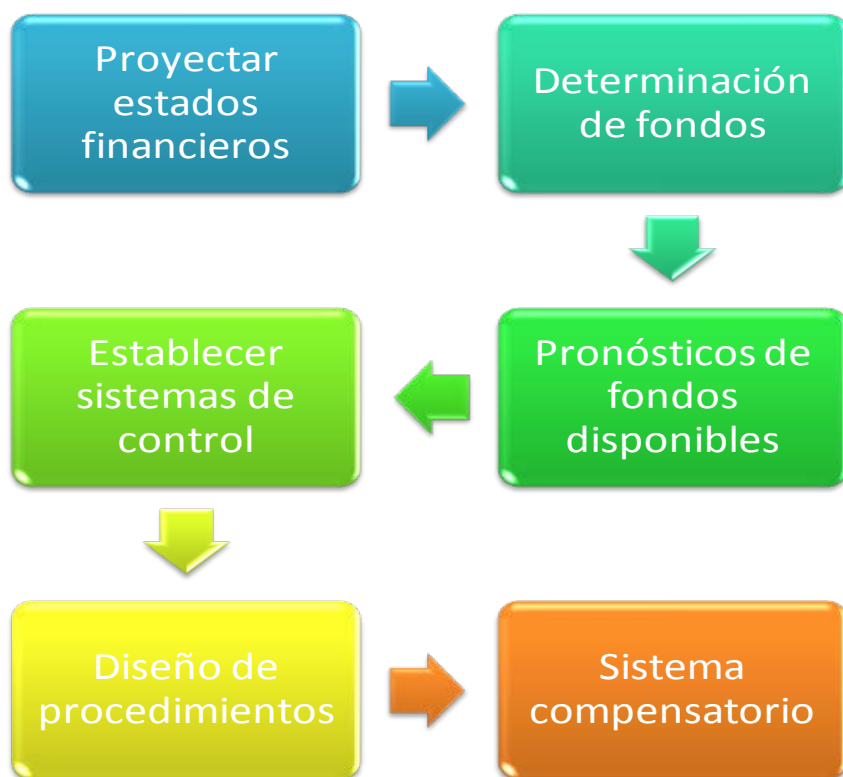 Proyectar
estados
financieros
Determinación
de fondos
Pronósticos de
fondos
disponibles
Establecer
sistemas de
control
Diseño de
procedimientos
Sistema
compensatorio